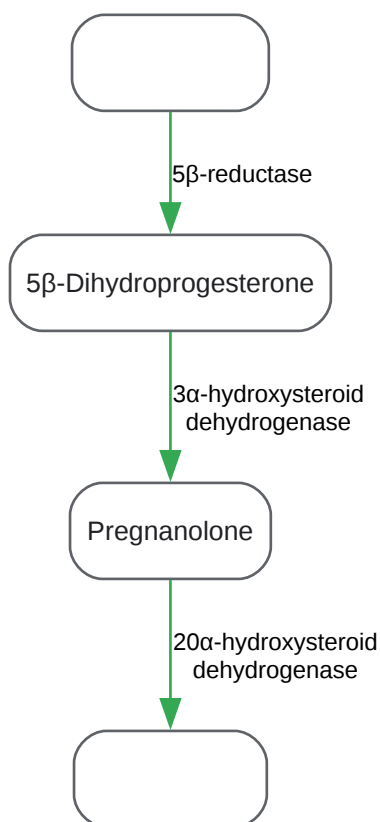 5β-reductase
5β-Dihydroprogesterone
3α-hydroxysteroid
dehydrogenase
Pregnanolone
20α-hydroxysteroid
dehydrogenase